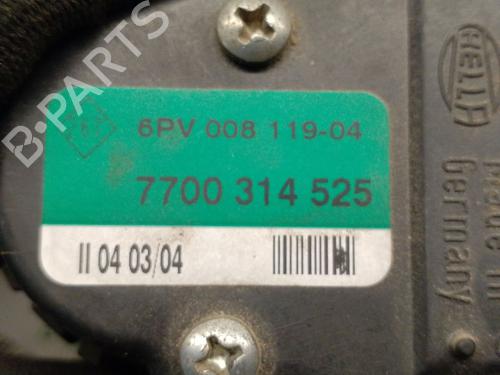 B-PARTS
6PV 008 119-04
7700 314 525
II 04 03/04
HELLA
Made in
Germany